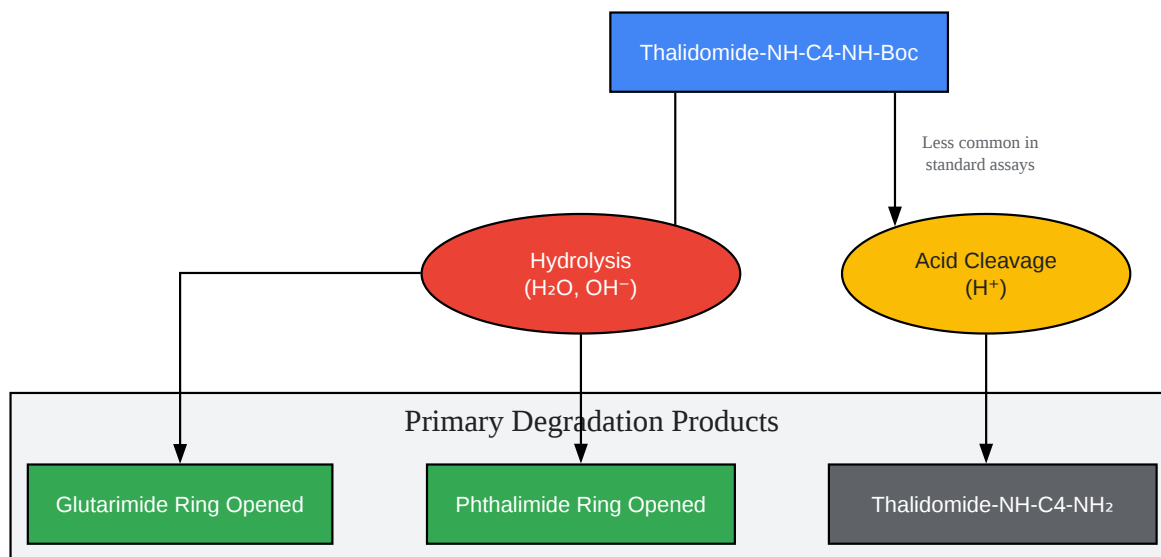 Thalidomide-NH-C4-NH-Boc
Less common in
standard assays
Hydrolysis
(H₂O, OH⁻)
Acid Cleavage
(H⁺)
Primary Degradation Products
Glutarimide Ring Opened
Phthalimide Ring Opened
Thalidomide-NH-C4-NH₂